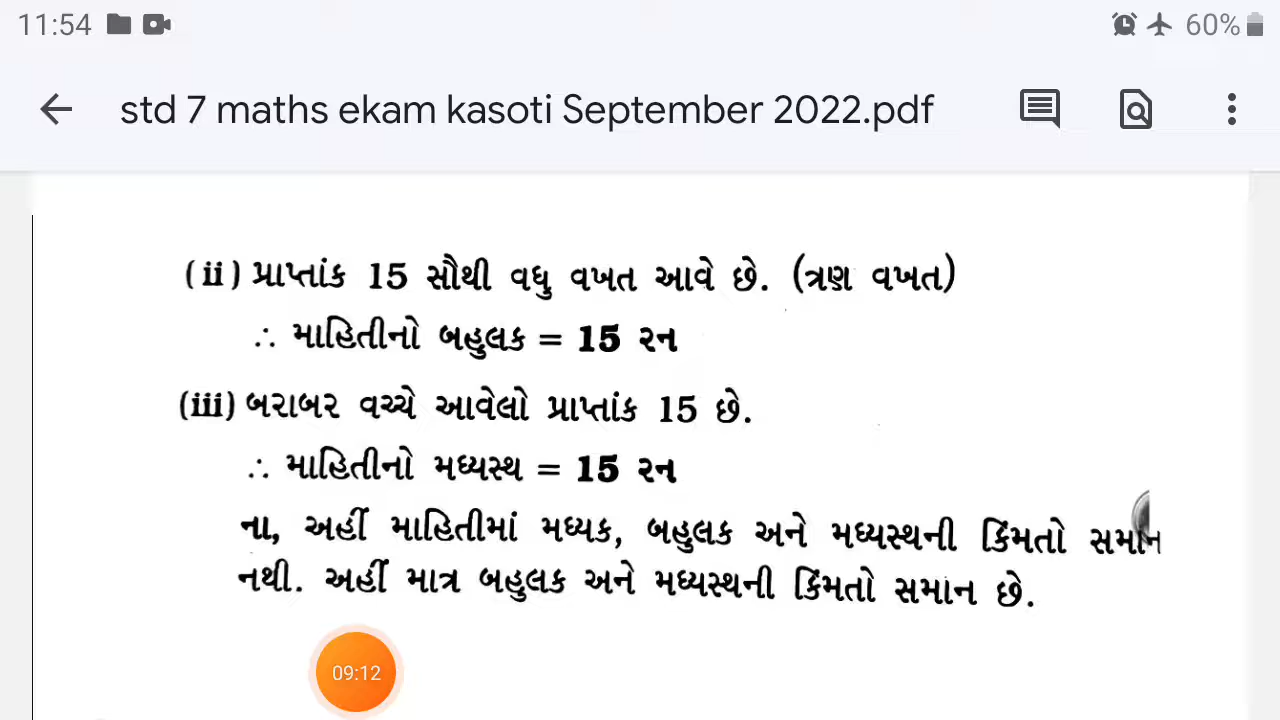 11:54 60%
std 7 maths ekam kasoti September 2022.pdf
(ii) પ્રાપ્તાંક 15 સૌથી વધુ વખત આવે છે. (ત્રણ વખત)
∴ માહિતીનો બહુલક = 15 રન
(iii) બરાબર વચ્ચે આવેલો પ્રાપ્તાંક 15 છે.
∴ માહિતીનો મધ્યસ્થ = 15 રન
ના, અહીં માહિતીમાં મધ્યક, બહુલક અને મધ્યસ્થની કિંમતો સમાન
નથી. અહીં માત્ર બહુલક અને મધ્યસ્થની કિંમતો સમાન છે.
09:12